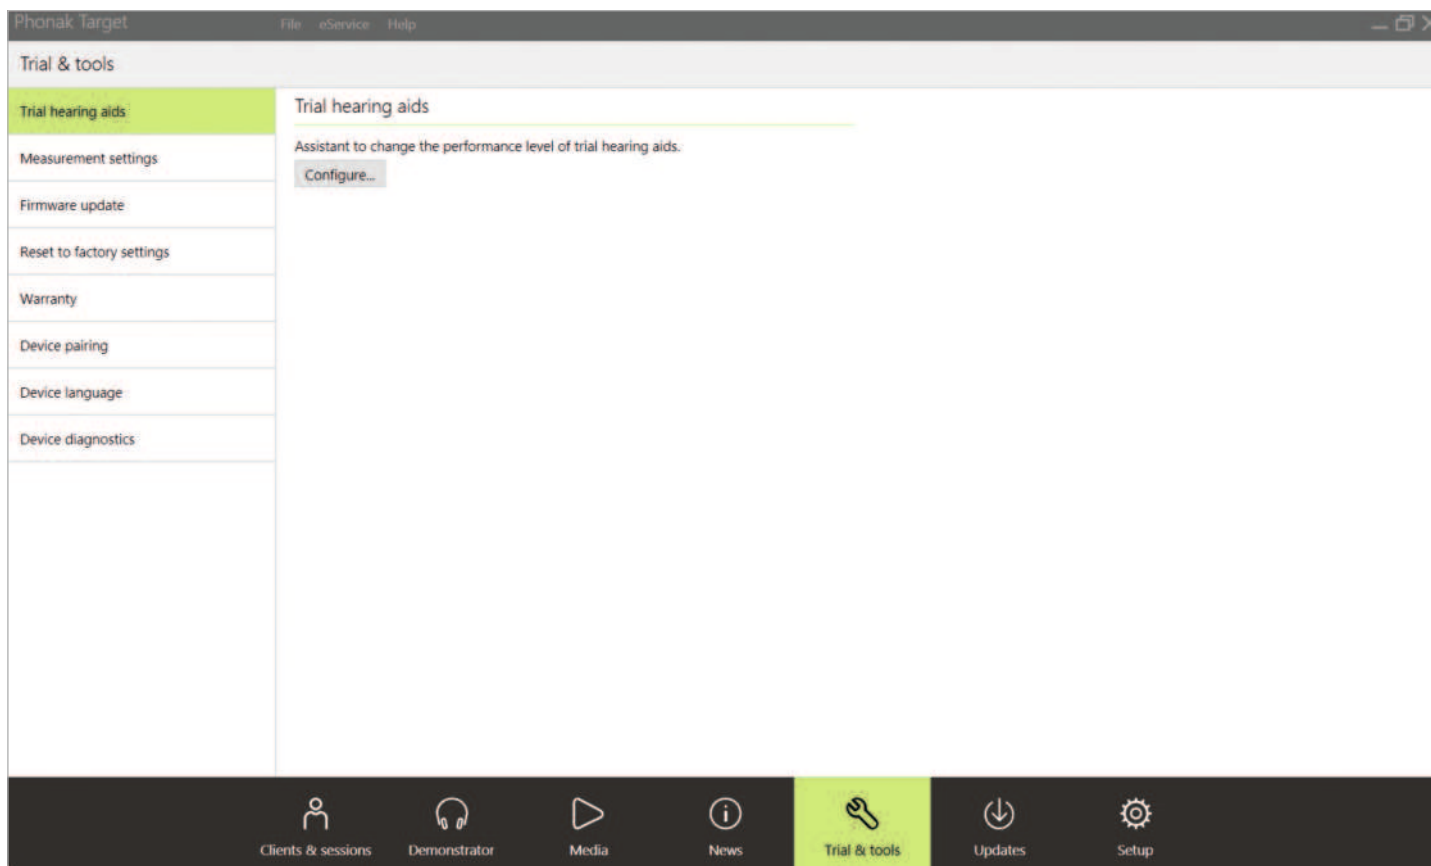 Phonak Target File eService Help
Trial & tools
Trial hearing aids
Measurement settings
Firmware update
Reset to factory settings
Warranty
Device pairing
Device language
Device diagnostics
Trial hearing aids
Assistant to change the performance level of trial hearing aids.
Configure...
Clients & sessions Demonstrator Media News Trial & tools Updates Setup